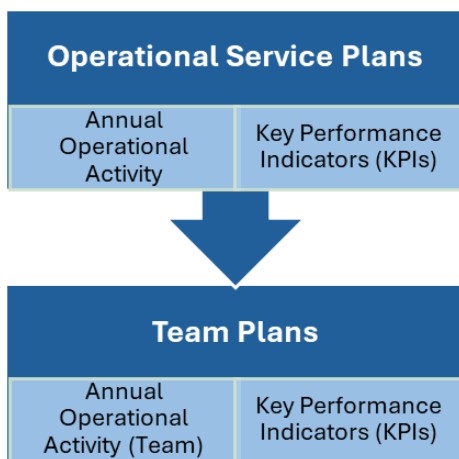 Operational Service Plans
Annual
Operational
Activity
Key Performance
Indicators (KPIs)
Team Plans
Annual
Operational
Activity (Team)
Key Performance
Indicators (KPIs)